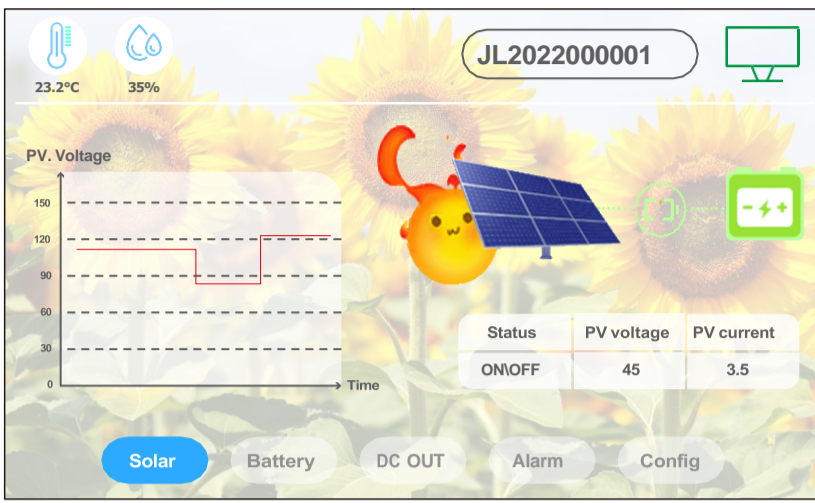 JL2022000001
23.2°C 35%
PV. Voltage
150
120
90
60
30
0
Time
Status PV voltage PV current
ON\OFF 45 3.5
Solar Battery DC OUT Alarm Config